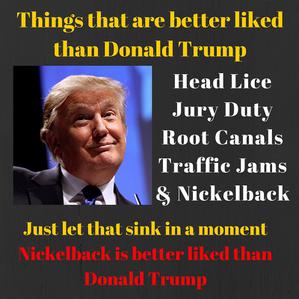 Things that are better liked
than Donald Trump
Head Lice
Jury Duty
Root Canals
Traffic Jams
& Nickelback
Just let that sink in a moment
Nickelback is better liked than
Donald Trump